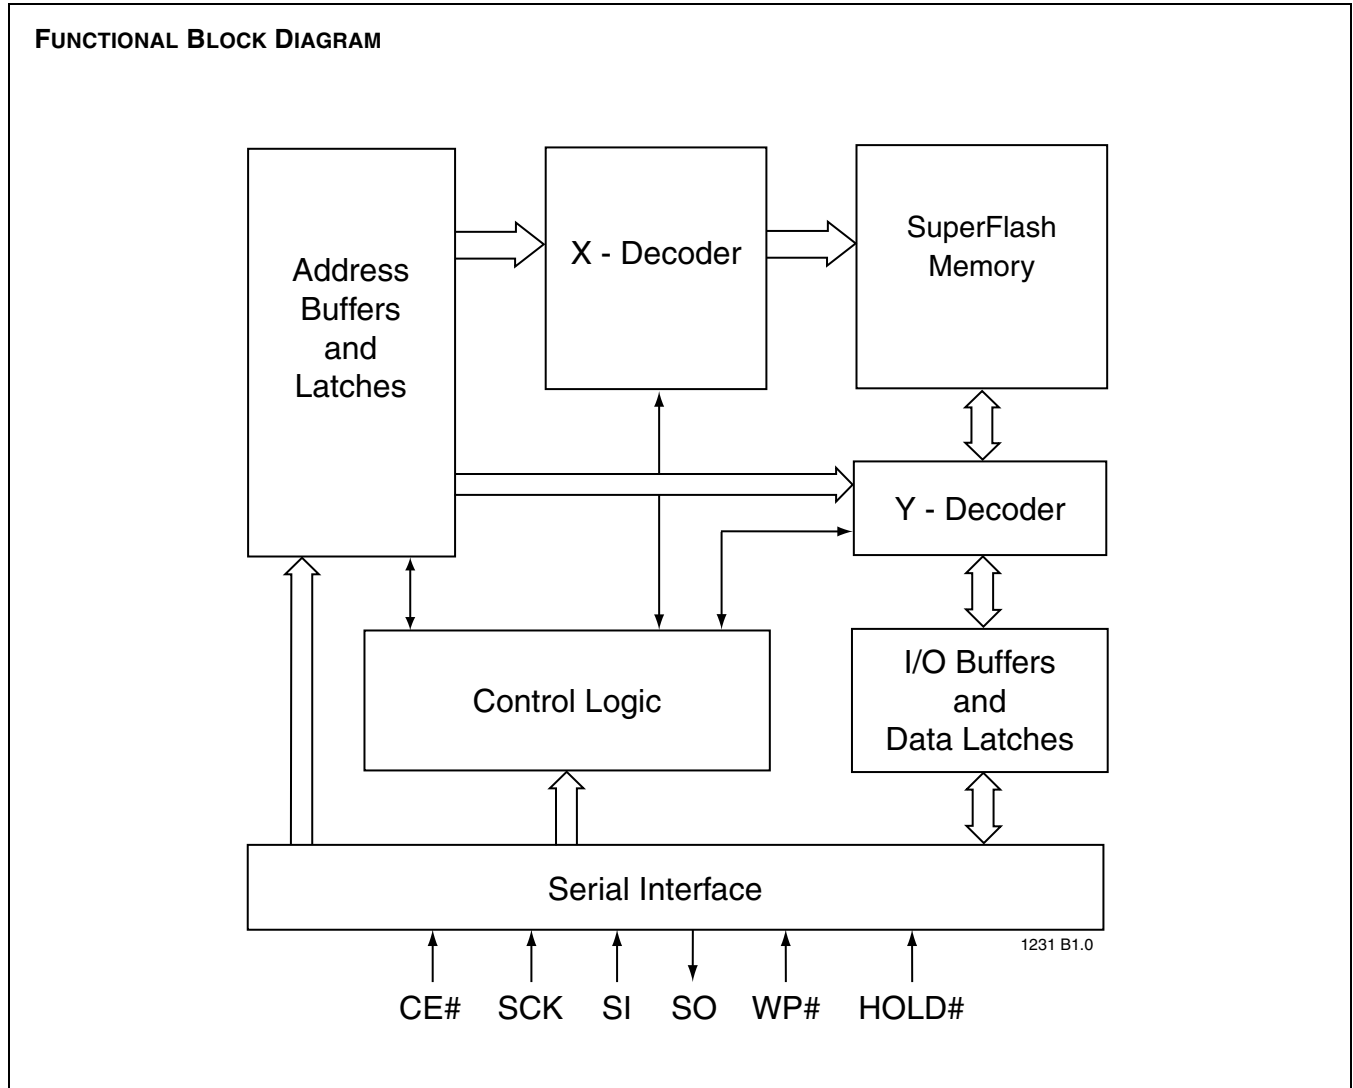 FUNCTIONAL BLOCK DIAGRAM
Address
Buffers
and
Latches
X - Decoder
SuperFlash
Memory
Y - Decoder
Control Logic
I/O Buffers
and
Data Latches
Serial Interface
1231 B1.0
CE# SCK SI SO WP# HOLD#